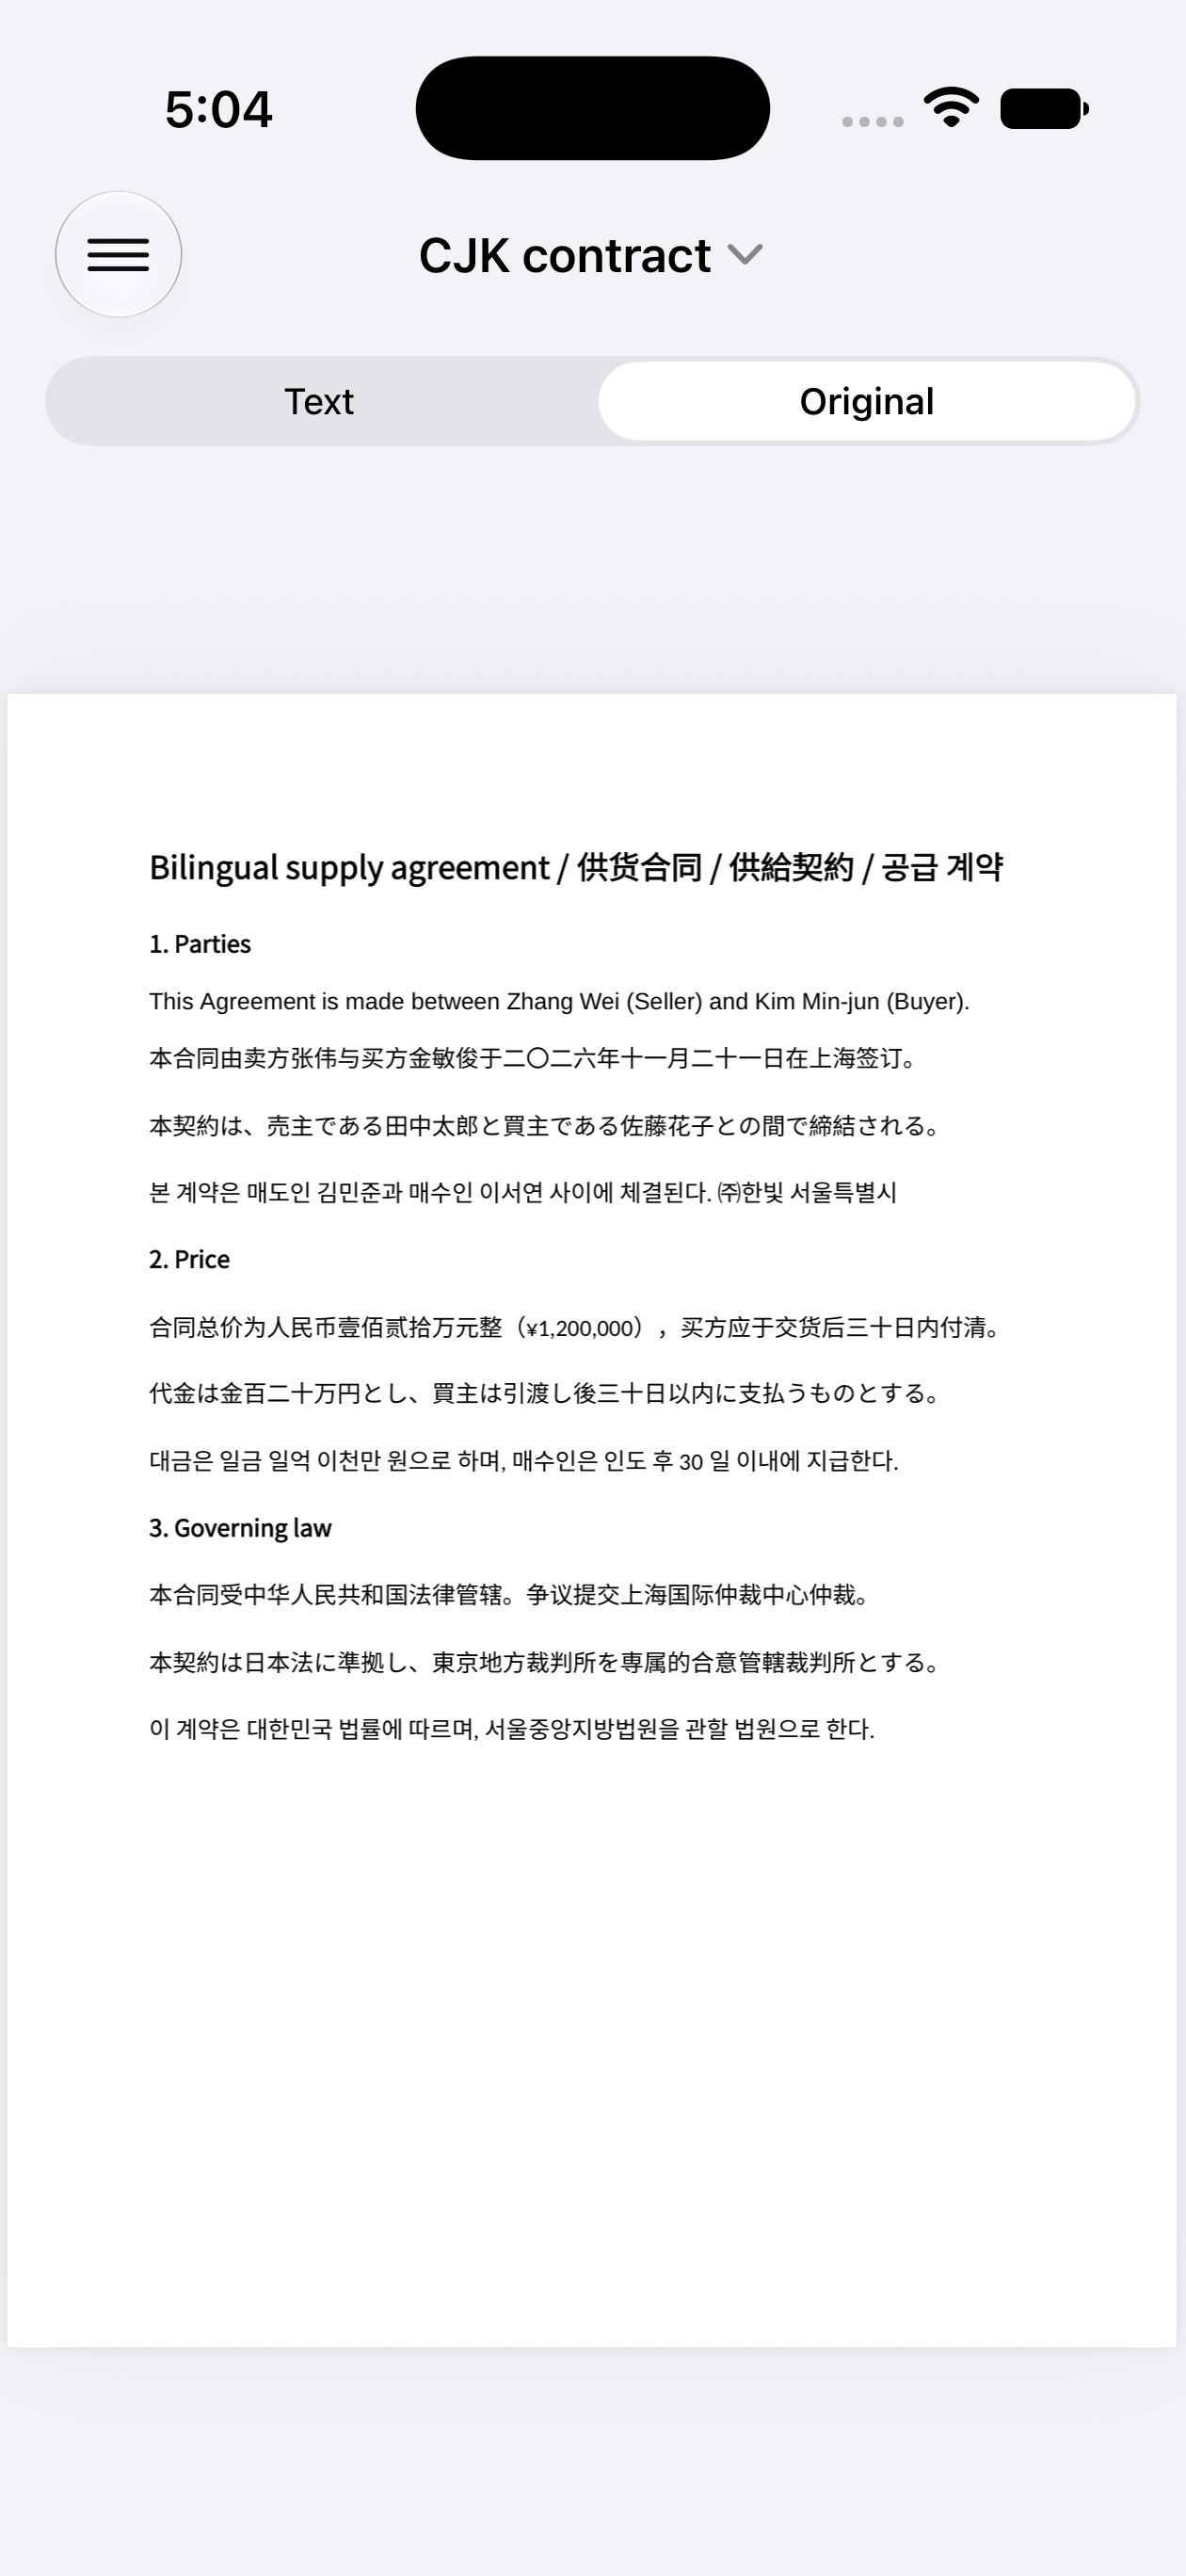 5:04
CJK contract
Text
Original
Bilingual supply agreement / 供货合同 / 供給契約 / 공급 계약
1. Parties
This Agreement is made between Zhang Wei (Seller) and Kim Min-jun (Buyer).
本合同由卖方张伟与买方金敏俊于二〇二六年十一月二十一日在上海签订。
本契約は、売主である田中太郎と買主である佐藤花子との間で締結される。
본 계약은 매도인 김민준과 매수인 이서연 사이에 체결된다. ㈜한빛 서울특별시
2. Price
合同总价为人民币壹佰贰拾万元整（¥1,200,000），买方应于交货后三十日内付清。
代金は金百二十万円とし、買主は引渡し後三十日以内に支払うものとする。
대금은 일금 일억 이천만 원으로 하며, 매수인은 인도 후 30 일 이내에 지급한다.
3. Governing law
本合同受中华人民共和国法律管辖。争议提交上海国际仲裁中心仲裁。
本契約は日本法に準拠し、東京地方裁判所を専属的合意管轄裁判所とする。
이 계약은 대한민국 법률에 따르며, 서울중앙지방법원을 관할 법원으로 한다.